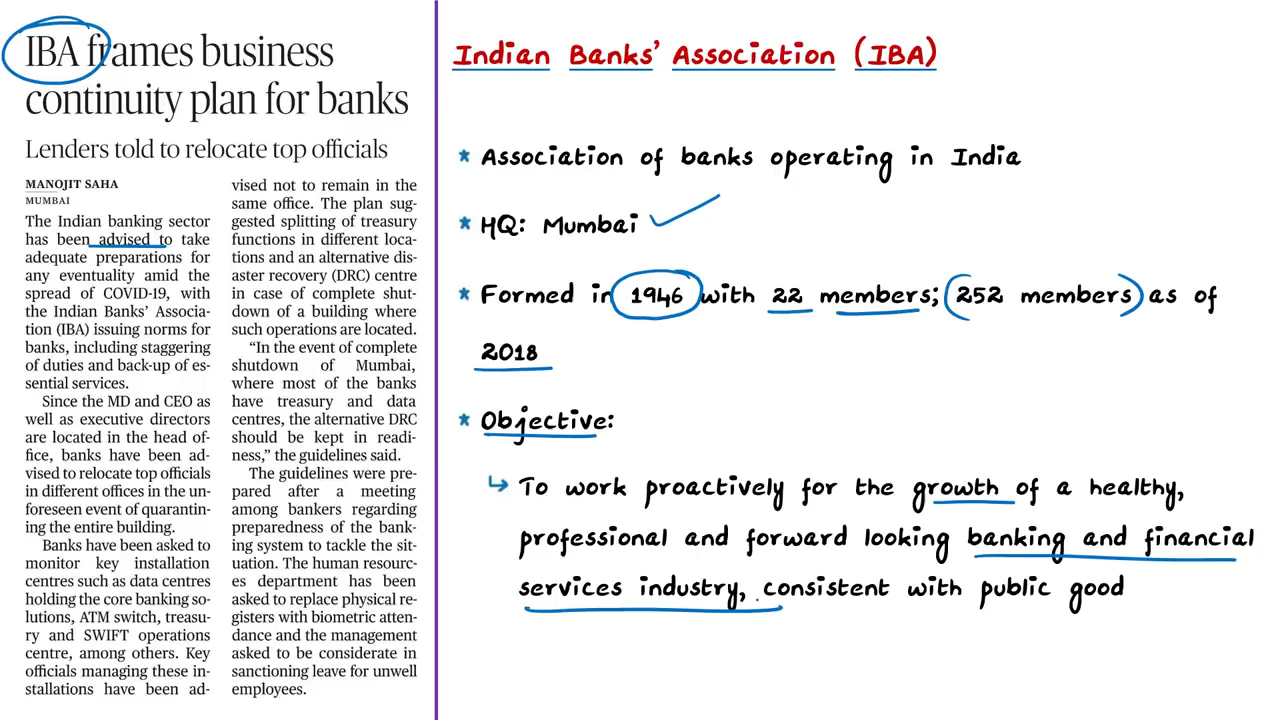 IBA frames business
continuity plan for banks
Lenders told to relocate top officials
MANOJIT SAHA
MUMBAI
The Indian banking sector
has been advised to take
adequate preparations for
any eventuality amid the
spread of COVID-19, with
the Indian Banks' Associa-
tion (IBA) issuing norms for
banks, including staggering
of duties and back-up of es-
sential services.
Since the MD and CEO as
well as executive directors
are located in the head of-
fice, banks have been ad-
vised to relocate top officials
in different offices in the un-
foreseen event of quarantin-
ing the entire building.
Banks have been asked to
monitor key installation
centres such as data centres
holding the core banking so-
lutions, ATM switch, treasu-
ry and SWIFT operations
centre, among others. Key
officials managing these in-
stallations have been ad-
vised not to remain in the
same office. The plan sug-
gested splitting of treasury
functions in different loca-
tions and an alternative dis-
aster recovery (DRC) centre
in case of complete shut-
down of a building where
such operations are located.
"In the event of complete
shutdown of Mumbai,
where most of the banks
have treasury and data
centres, the alternative DRC
should be kept in readi-
ness," the guidelines said.
The guidelines were pre-
pared after a meeting
among bankers regarding
preparedness of the bank-
ing system to tackle the sit-
uation. The human resourc-
es department has been
asked to replace physical re-
gisters with biometric atten-
dance and the management
asked to be considerate in
sanctioning leave for unwell
employees.
Indian Banks' Association (IBA)
* Association of banks operating in India
* HQ: Mumbai
* Formed in 1946 with 22 members; 252 members as of
2018
* Objective:
↳ To work proactively for the growth of a healthy,
professional and forward looking banking and financial
services industry, consistent with public good